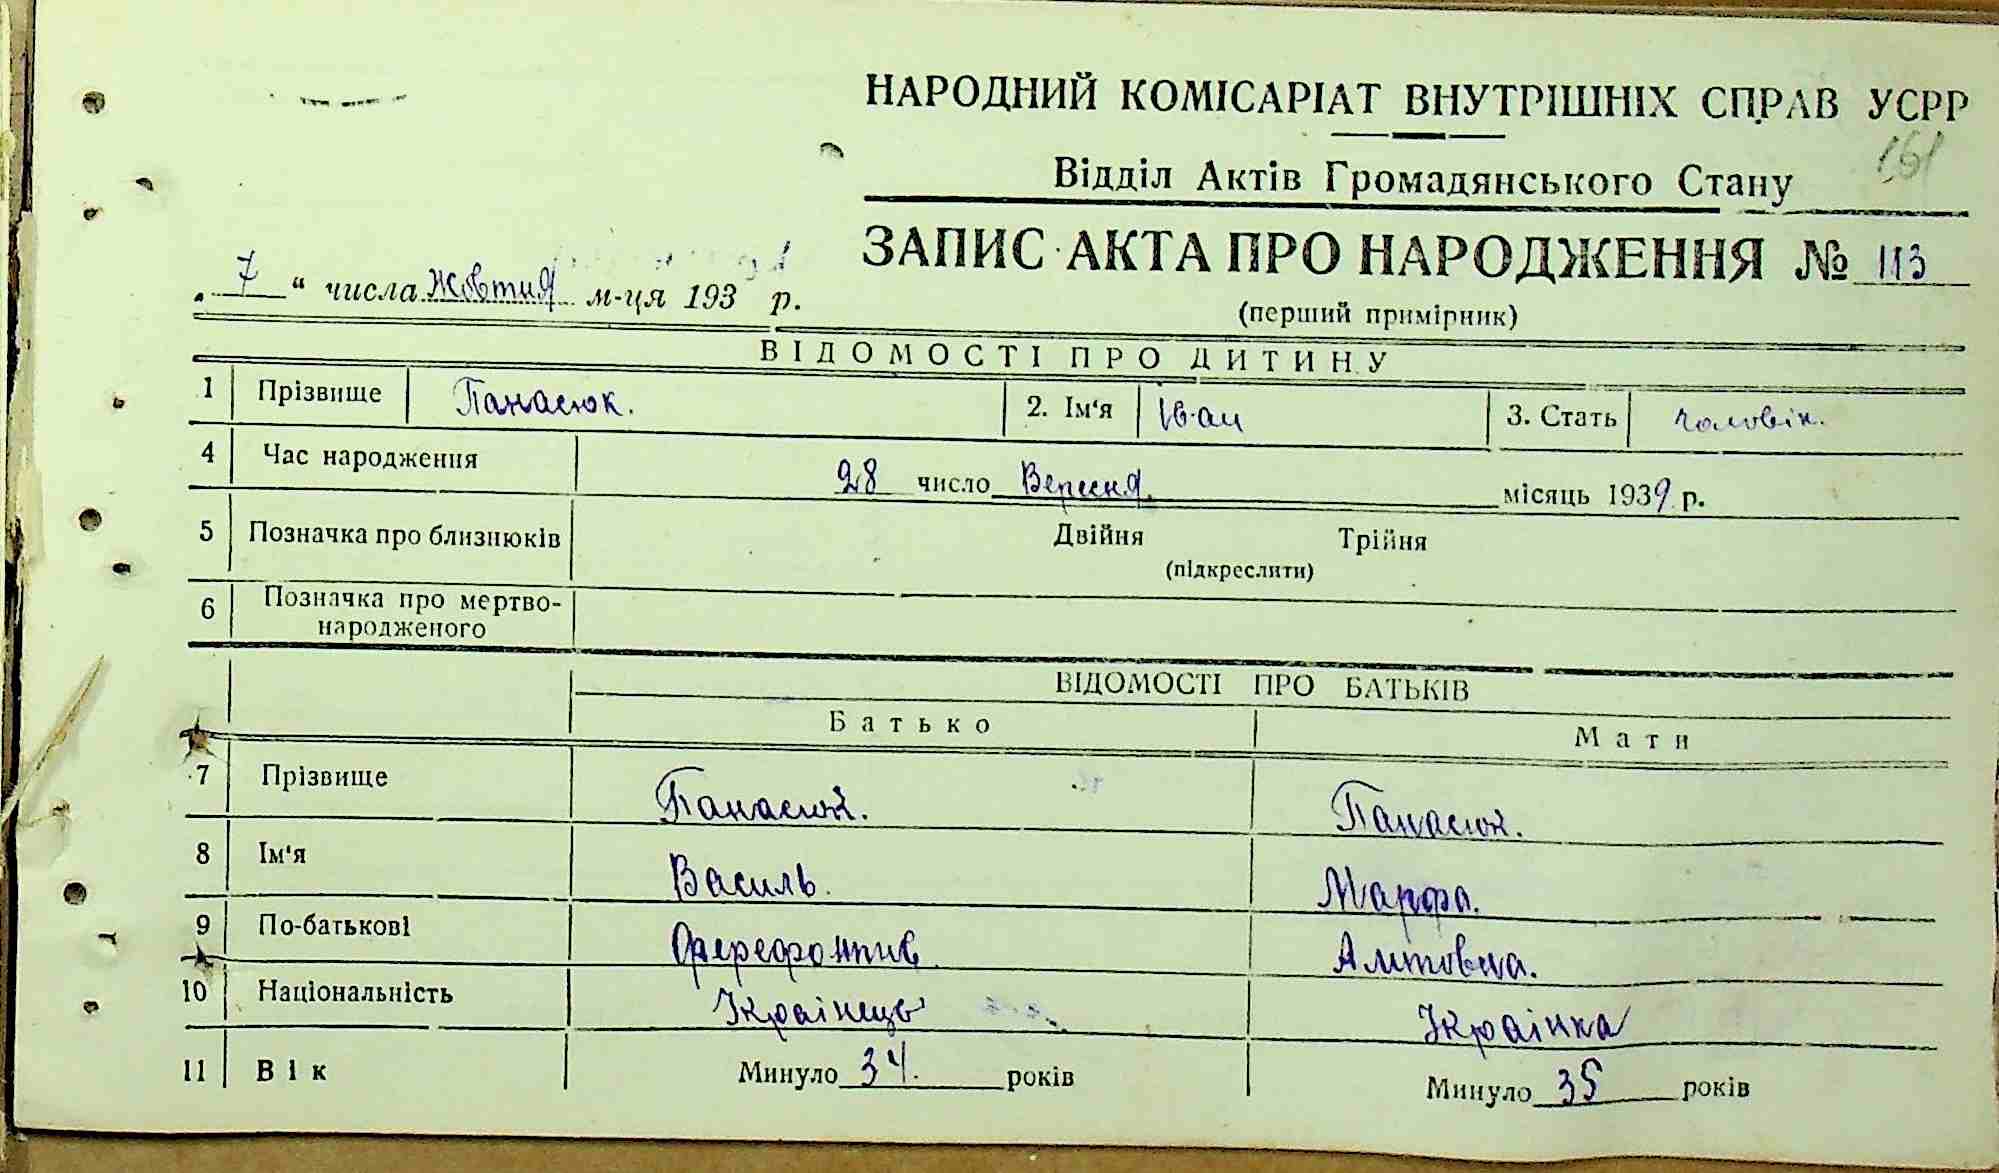 НАРОДНИЙ КОМІСАРІАТ ВНУТРІШНІХ СПРАВ УСРР
161
Відділ Актів Громадянського Стану
ЗАПИС АКТА ПРО НАРОДЖЕННЯ № 113
„ 7 “ числа Жовтня м-ця 193 р.
(перший примірник)
ВІДОМОСТІ ПРО ДИТИНУ
1 Прізвище Панасюк. 2. Ім'я Іван 3. Стать чоловік.
4 Час народження 28 число Вересня. місяць 1939 р.
5 Позначка про близнюків Двійня Трійня
(підкреслити)
6 Позначка про мертво-
народженого
ВІДОМОСТІ ПРО БАТЬКІВ
Батько Мати
7 Прізвище Панасюк. Панасюк.
8 Ім'я Василь. Марфа.
9 По-батькові
10 Національність Українець Українка
11 Вік Минуло 34. років Минуло 35 років